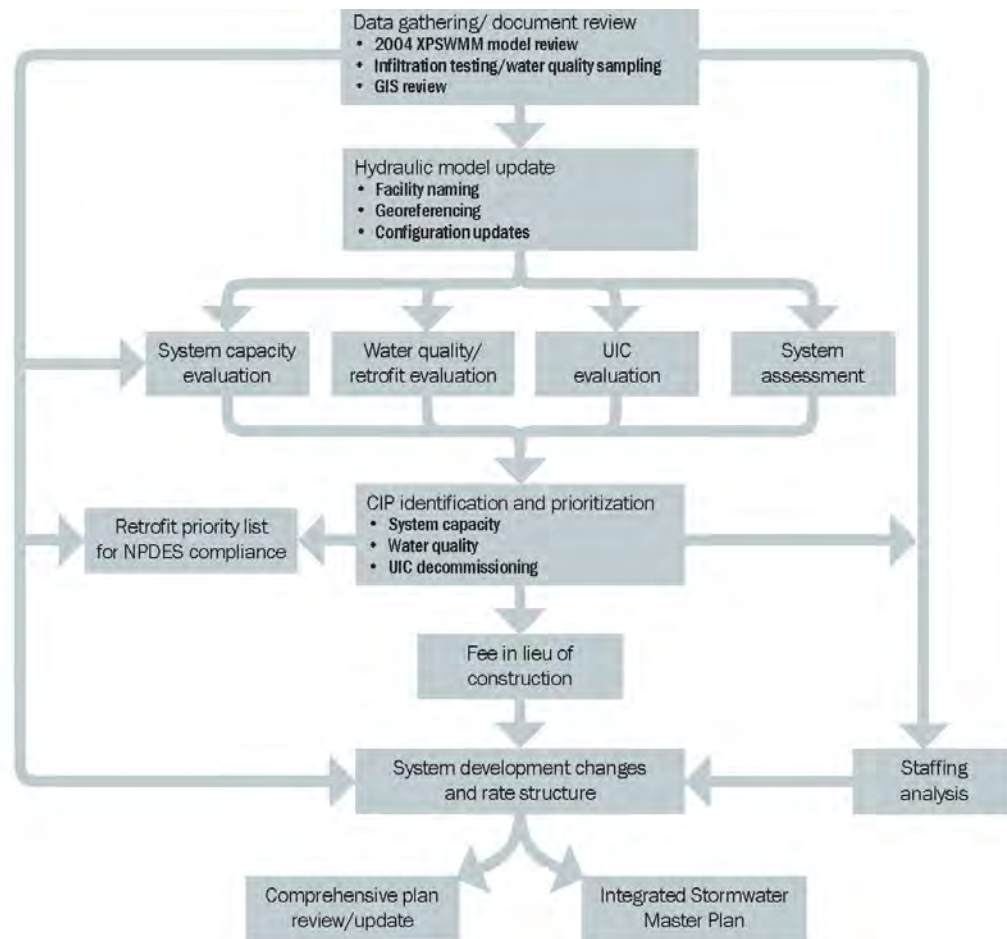 Data gathering/ document review
• 2004 XPSWMM model review
• Infiltration testing/water quality sampling
• GIS review
Hydraulic model update
• Facility naming
• Georeferencing
• Configuration updates
System capacity
evaluation
Water quality/
retrofit evaluation
UIC
evaluation
System
assessment
CIP identification and prioritization
• System capacity
• Water quality
• UIC decommissioning
Retrofit priority list
for NPDES compliance
Fee in lieu of
construction
System development changes
and rate structure
Staffing
analysis
Comprehensive plan
review/update
Integrated Stormwater
Master Plan